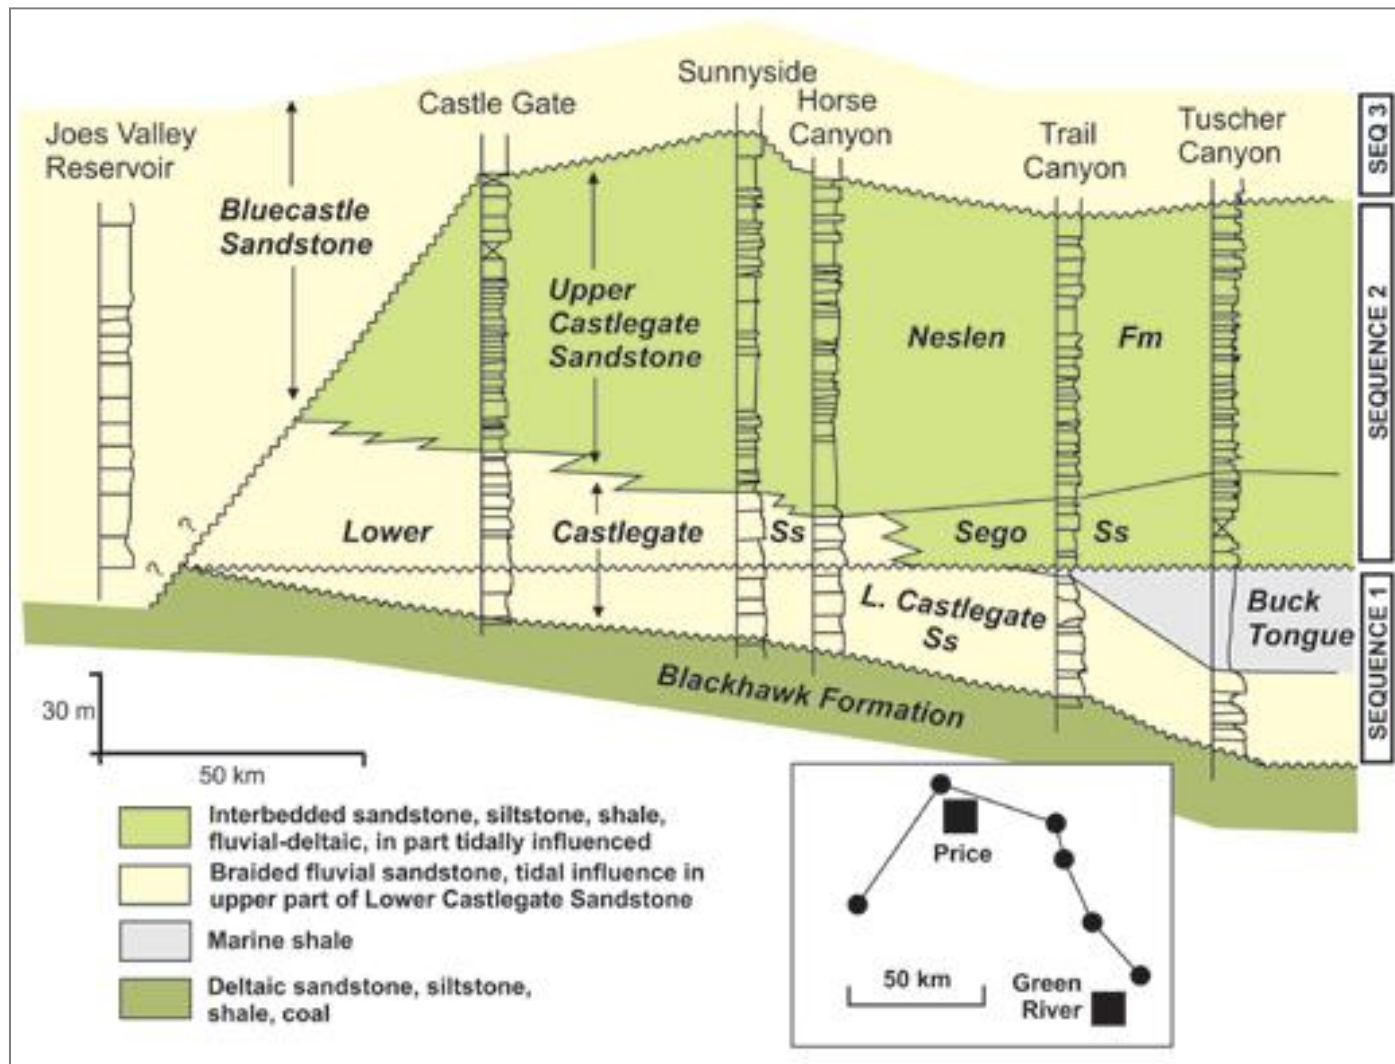 Sunnyside
Castle Gate
Horse
Canyon
Joes Valley
Reservoir
Trail
Canyon
Tuscher
Canyon
SEQ 3
Bluecastle
Sandstone
Upper
Castlegate
Sandstone
Neslen
Fm
SEQUENCE 2
?
?
Lower
Castlegate
Ss
Sego
Ss
L. Castlegate
Ss
Buck
Tongue
SEQUENCE 1
Blackhawk Formation
30 m
50 km
Interbedded sandstone, siltstone, shale,
fluvial-deltaic, in part tidally influenced
Braided fluvial sandstone, tidal influence in
upper part of Lower Castlegate Sandstone
Marine shale
Deltaic sandstone, siltstone,
shale, coal
Price
50 km
Green
River